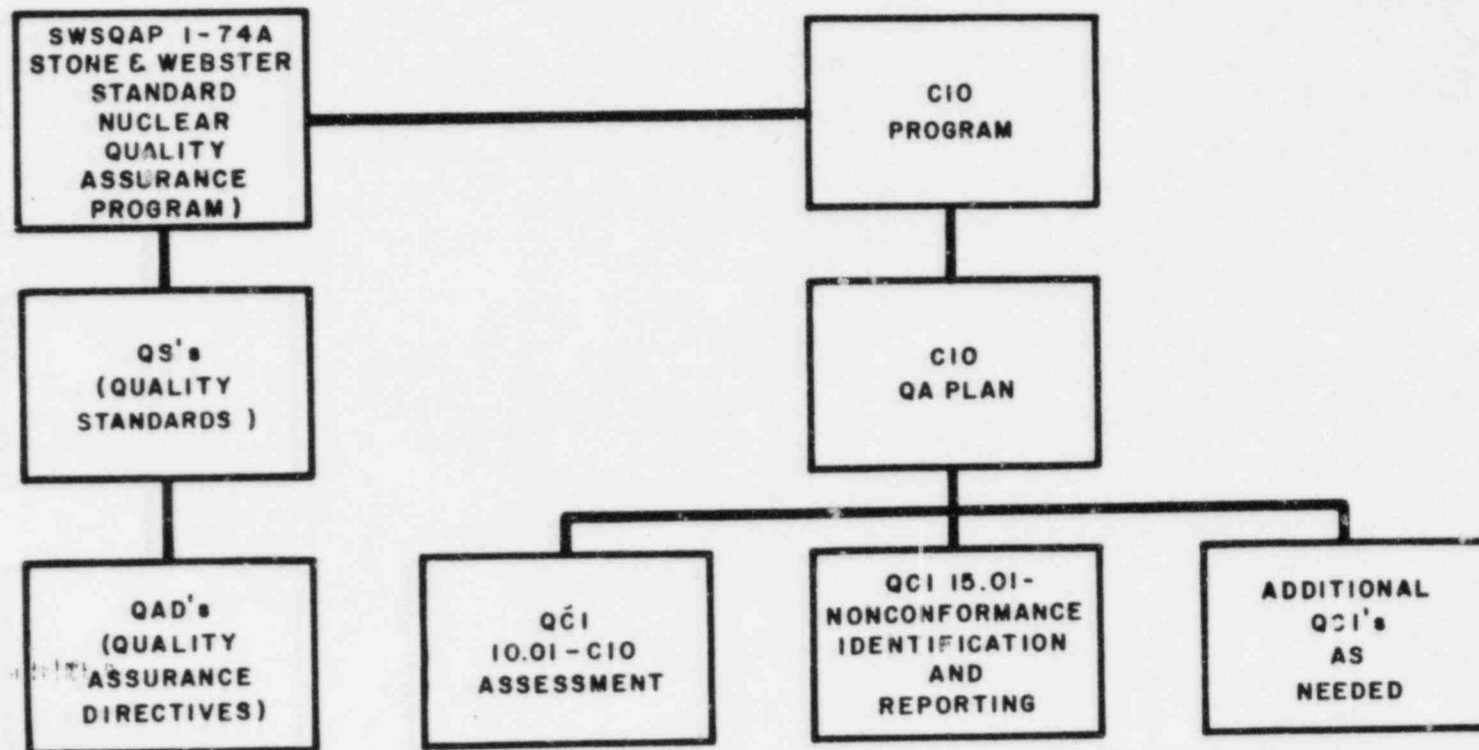 SWSQAP 1-74A
STONE & WEBSTER
STANDARD
NUCLEAR
QUALITY
ASSURANCE
PROGRAM)
CIO
PROGRAM
QS's
(QUALITY
STANDARDS )
CIO
QA PLAN
QAD's
(QUALITY
ASSURANCE
DIRECTIVES)
QCI
10.01-CIO
ASSESSMENT
QCI 15.01-
NONCONFORMANCE
IDENTIFICATION
AND
REPORTING
ADDITIONAL
QCI's
AS
NEEDED